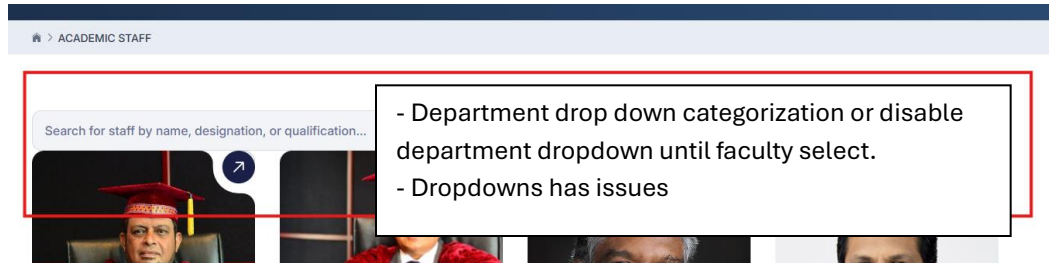 > ACADEMIC STAFF
Search for staff by name, designation, or qualification...
- Department drop down categorization or disable
department dropdown until faculty select.
- Dropdowns has issues